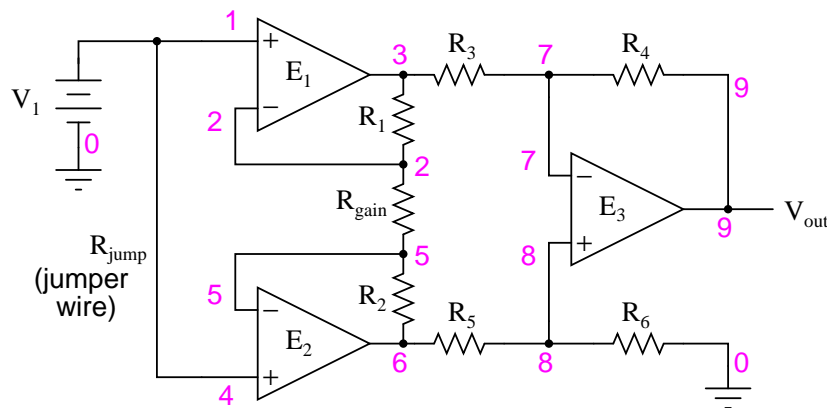 1
3
R3
7
R4
+
E1
V1
−
R1
9
2
0
2
7
−
Rgain
E3
Vout
Rjump
(jumper
wire)
5
8
+
9
5
−
R2
R5
R6
E2
0
4
+
6
8